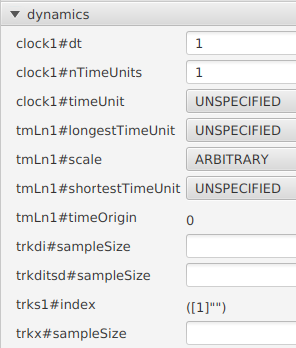 dynamics
clock1#dt 1
clock1#nTimeUnits 1
clock1#timeUnit UNSPECIFIED
tmLn1#longestTimeUnit UNSPECIFIED
tmLn1#scale ARBITRARY
tmLn1#shortestTimeUnit UNSPECIFIED
tmLn1#timeOrigin 0
trkdi#sampleSize
trkditsd#sampleSize
trks1#index ([1]"")
trkx#sampleSize